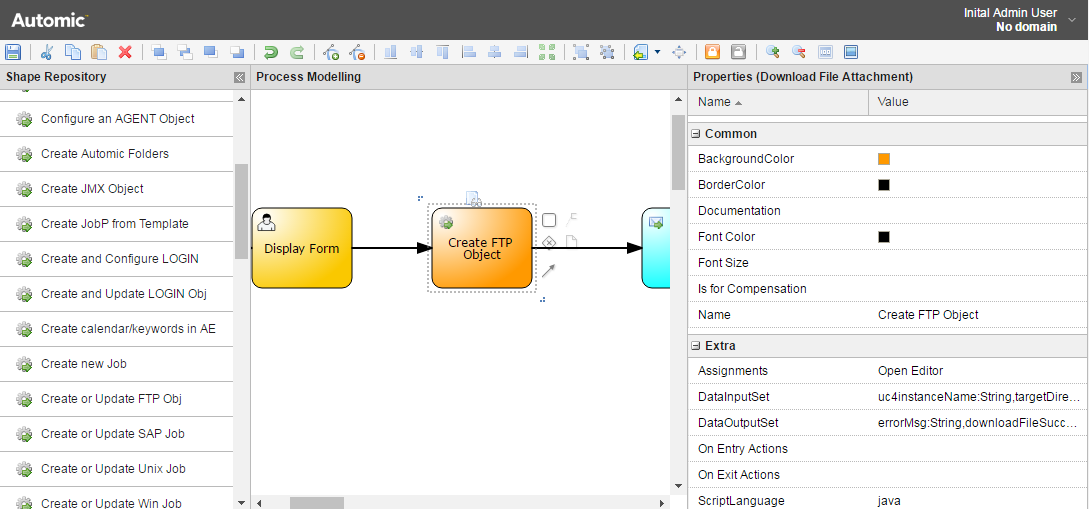 Automic
Inital Admin User
No domain
Shape Repository
Process Modelling
Properties (Download File Attachment)
Configure an AGENT Object
Create Automic Folders
Create JMX Object
Create JobP from Template
Create and Configure LOGIN
Create and Update LOGIN Obj
Create calendar/keywords in AE
Create new Job
Create or Update FTP Obj
Create or Update SAP Job
Create or Update Unix Job
Create or Update Win Job
Display Form
Create FTP
Object
Name Value
Common
BackgroundColor
BorderColor
Documentation
Font Color
Font Size
Is for Compensation
Name Create FTP Object
Extra
Assignments Open Editor
DataInputSet uc4instanceName:String,targetDire...
DataOutputSet errorMsg:String,downloadFileSucc...
On Entry Actions
On Exit Actions
ScriptLanguage java